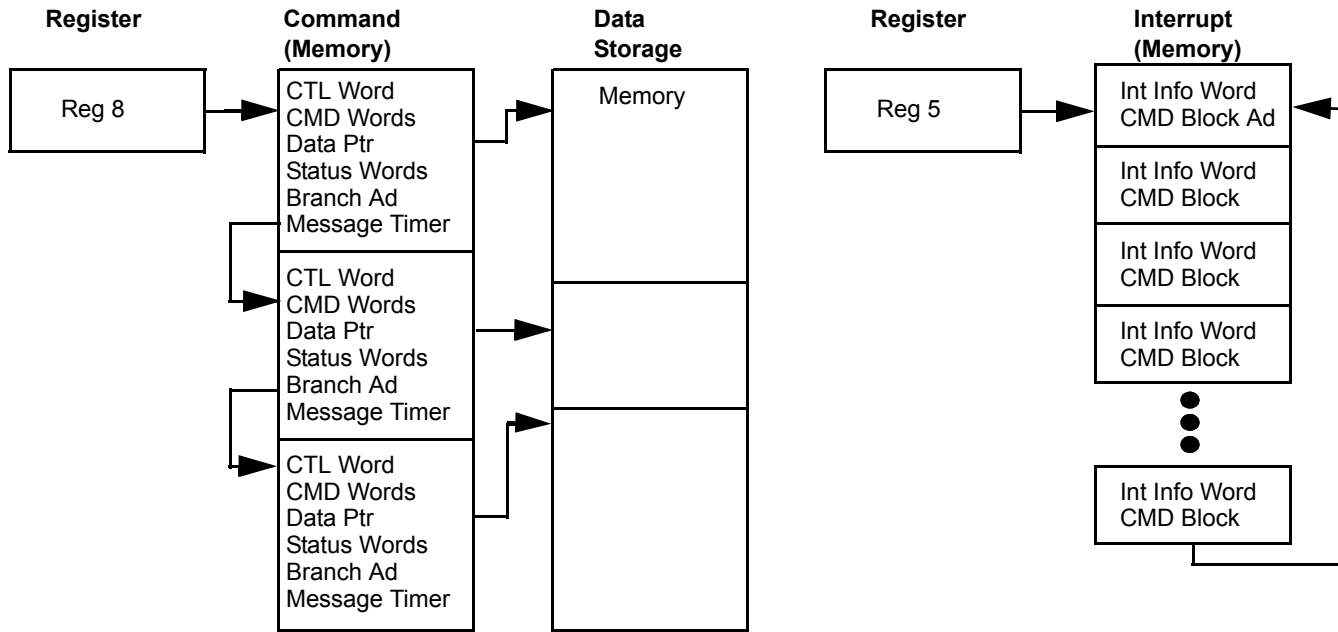 Register
Command
(Memory)
Data
Storage
Register
Interrupt
(Memory)
Reg 8
CTL Word
CMD Words
Data Ptr
Status Words
Branch Ad
Message Timer
CTL Word
CMD Words
Data Ptr
Status Words
Branch Ad
Message Timer
CTL Word
CMD Words
Data Ptr
Status Words
Branch Ad
Message Timer
Memory
Reg 5
Int Info Word
CMD Block Ad
Int Info Word
CMD Block
Int Info Word
CMD Block
Int Info Word
CMD Block
Int Info Word
CMD Block